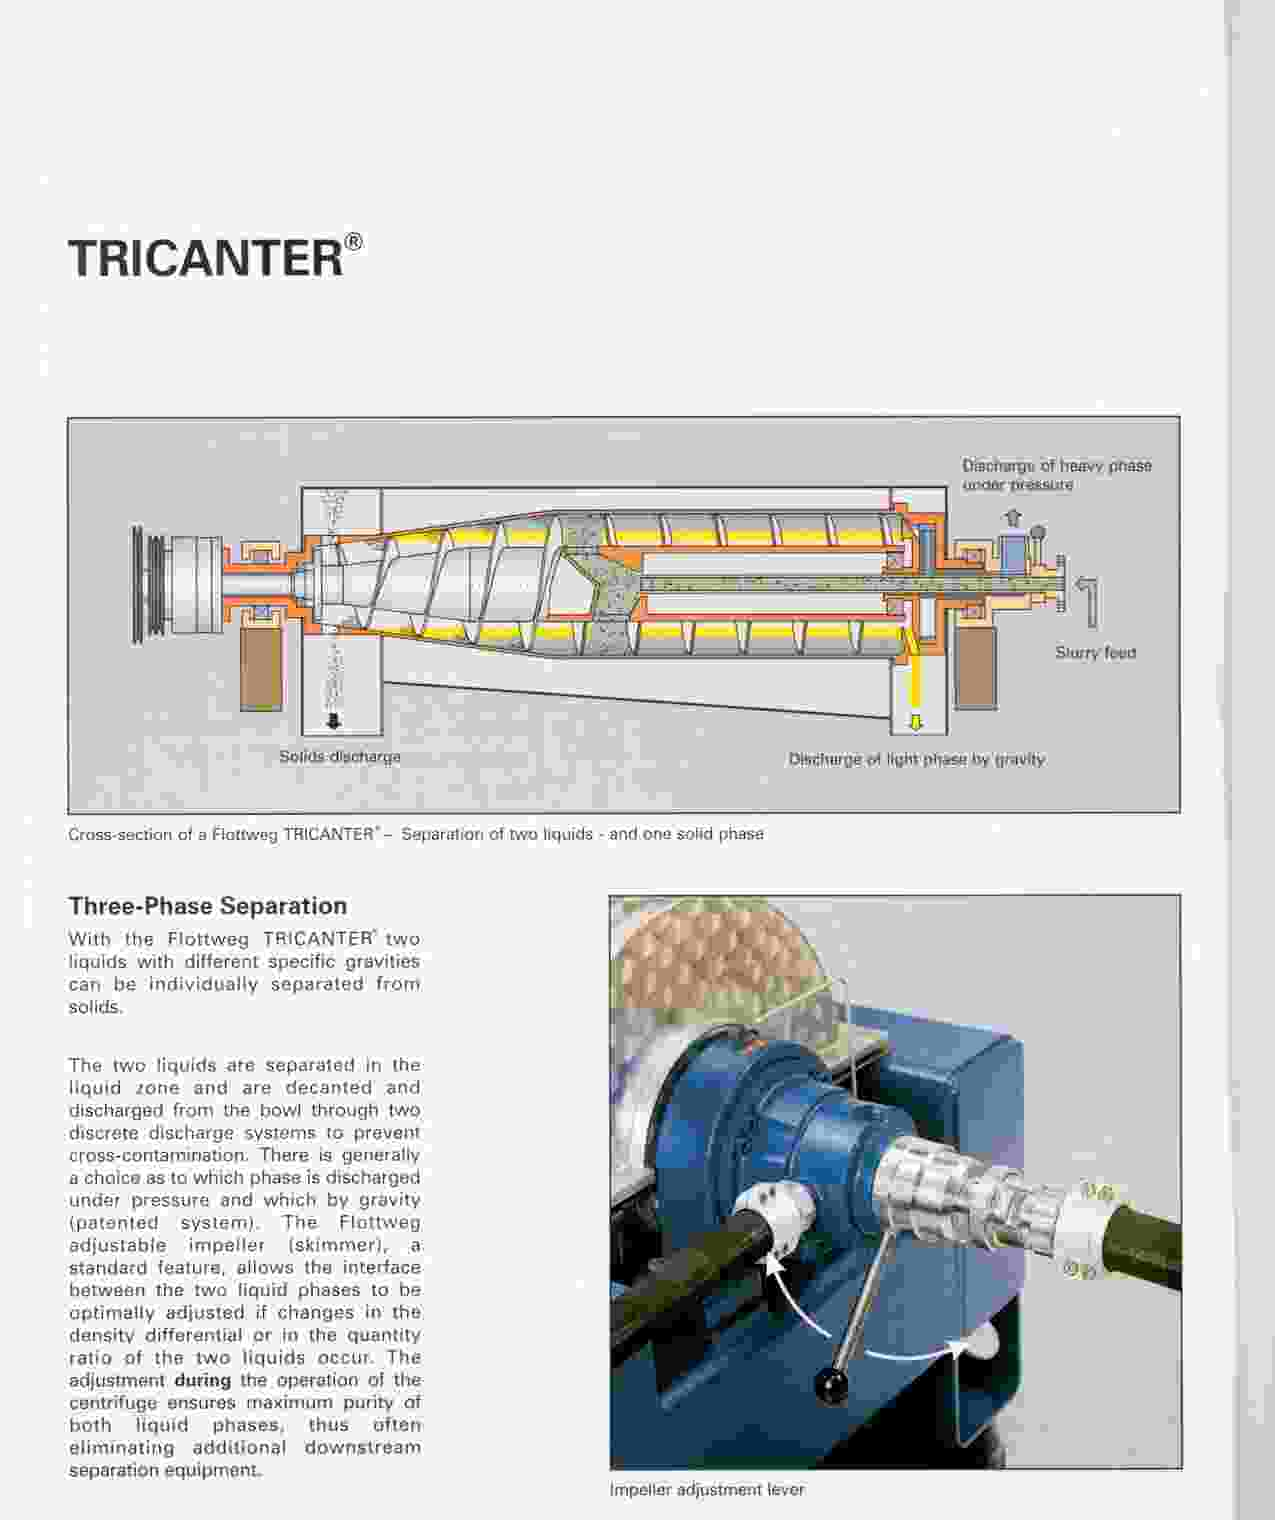 TRICANTER®
Discharge of heavy phase
under pressure
Slurry feed
Solids discharge
Discharge of light phase by gravity
Cross-section of a Flottweg TRICANTER® – Separation of two liquids - and one solid phase
Three-Phase Separation
With the Flottweg TRICANTER® two
liquids with different specific gravities
can be individually separated from
solids.
The two liquids are separated in the
liquid zone and are decanted and
discharged from the bowl through two
discrete discharge systems to prevent
cross-contamination. There is generally
a choice as to which phase is discharged
under pressure and which by gravity
(patented system). The Flottweg
adjustable impeller (skimmer), a
standard feature, allows the interface
between the two liquid phases to be
optimally adjusted if changes in the
density differential or in the quantity
ratio of the two liquids occur. The
adjustment during the operation of the
centrifuge ensures maximum purity of
both liquid phases, thus often
eliminating additional downstream
separation equipment.
Impeller adjustment lever